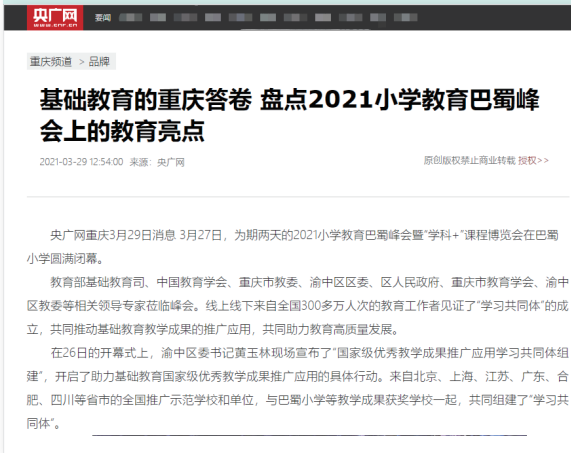 央广网
www.cnr.cn
要闻
重庆频道 > 品牌
基础教育的重庆答卷 盘点2021小学教育巴蜀峰
会上的教育亮点
2021-03-29 12:54:00 来源：央广网
原创版权禁止商业转载 授权>>
央广网重庆3月29日消息 3月27日，为期两天的2021小学教育巴蜀峰会暨“学科+”课程博览会在巴蜀
小学圆满闭幕。
教育部基础教育司、中国教育学会、重庆市教委、渝中区区委、区人民政府、重庆市教育学会、渝中
区教委等相关领导专家莅临峰会。线上线下来自全国300多万人次的教育工作者见证了“学习共同体”的成
立，共同推动基础教育教学成果的推广应用，共同助力教育高质量发展。
在26日的开幕式上，渝中区委书记黄玉林现场宣布了“国家级优秀教学成果推广应用学习共同体组
建”，开启了助力基础教育国家级优秀教学成果推广应用的具体行动。来自北京、上海、江苏、广东、合
肥、四川等省市的全国推广示范学校和单位，与巴蜀小学等教学成果获奖学校一起，共同组建了“学习共
同体”。